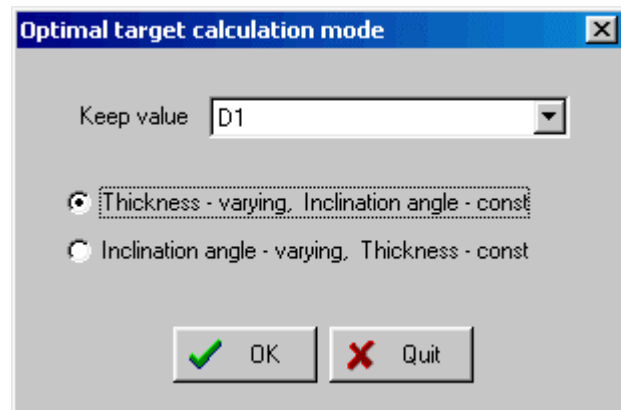 Optimal target calculation mode
Keep value D1
Thickness - varying, Inclination angle - const
Inclination angle - varying, Thickness - const
OK Quit